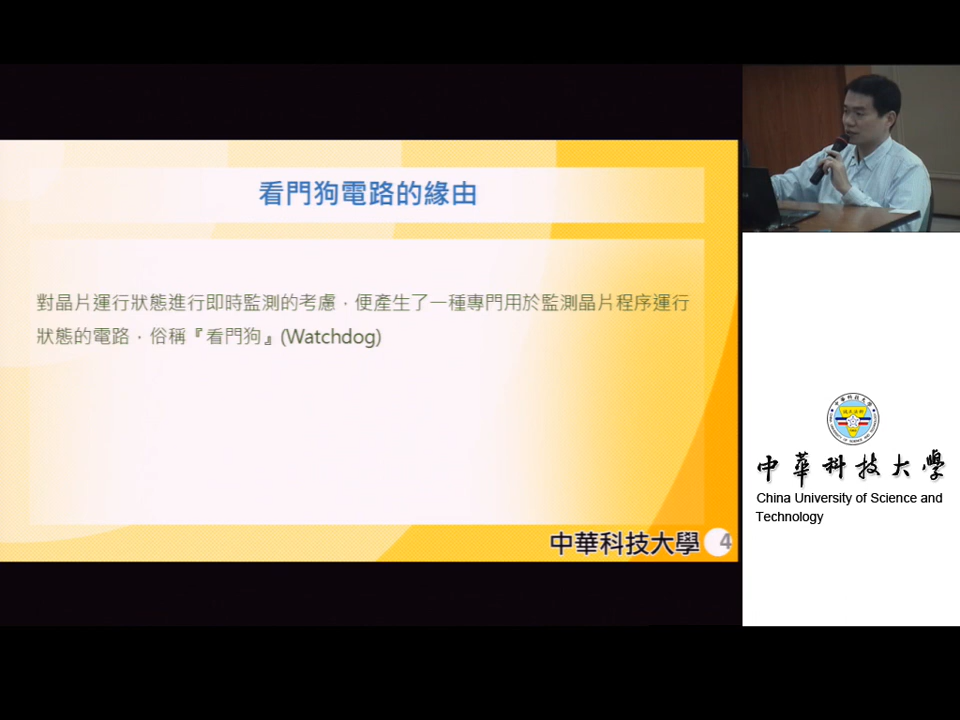 看門狗電路的緣由
對晶片運行狀態進行即時監測的考慮，便產生了一種專門用於監測晶片程序運行
狀態的電路，俗稱『看門狗』(Watchdog)
中華科技大學 4
中華科技大學
China University of Science and
Technology